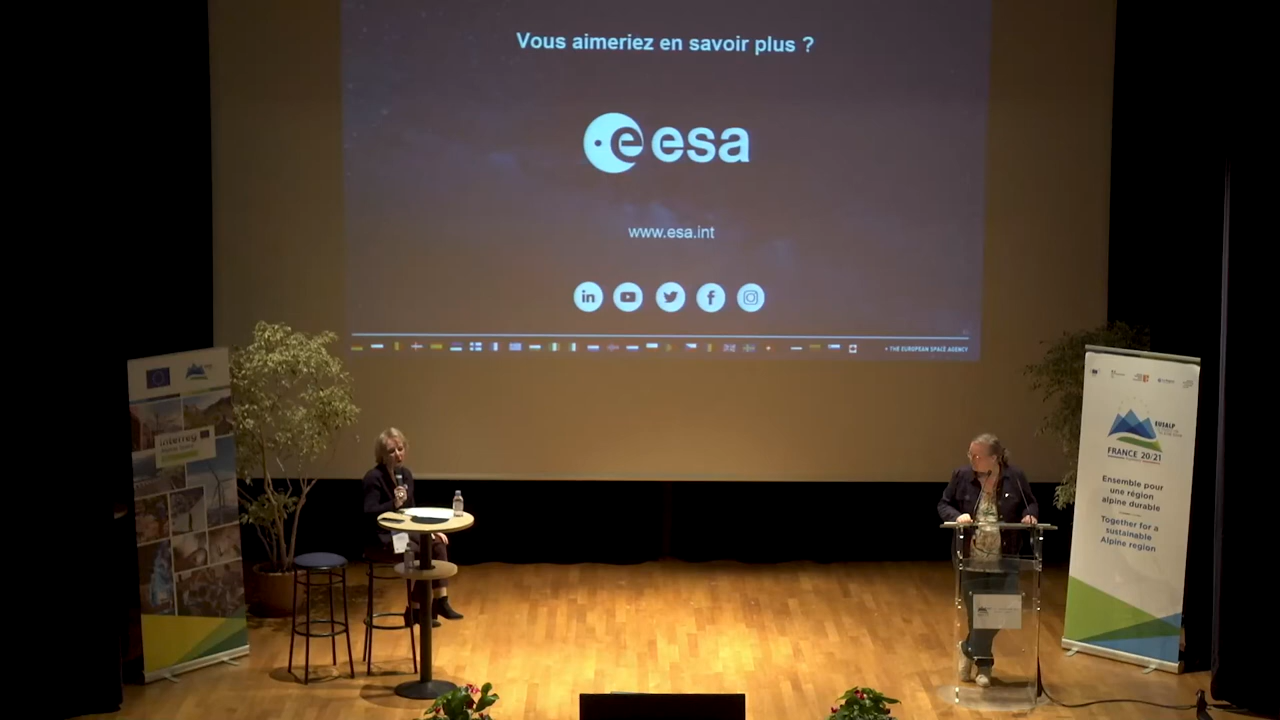 Vous aimeriez en savoir plus ?
esa
www.esa.int
THE EUROPEAN SPACE AGENCY
Interreg
EUSALP
FRANCE 20/21
Ensemble pour
une région
alpine durable
Together for a
sustainable
Alpine region